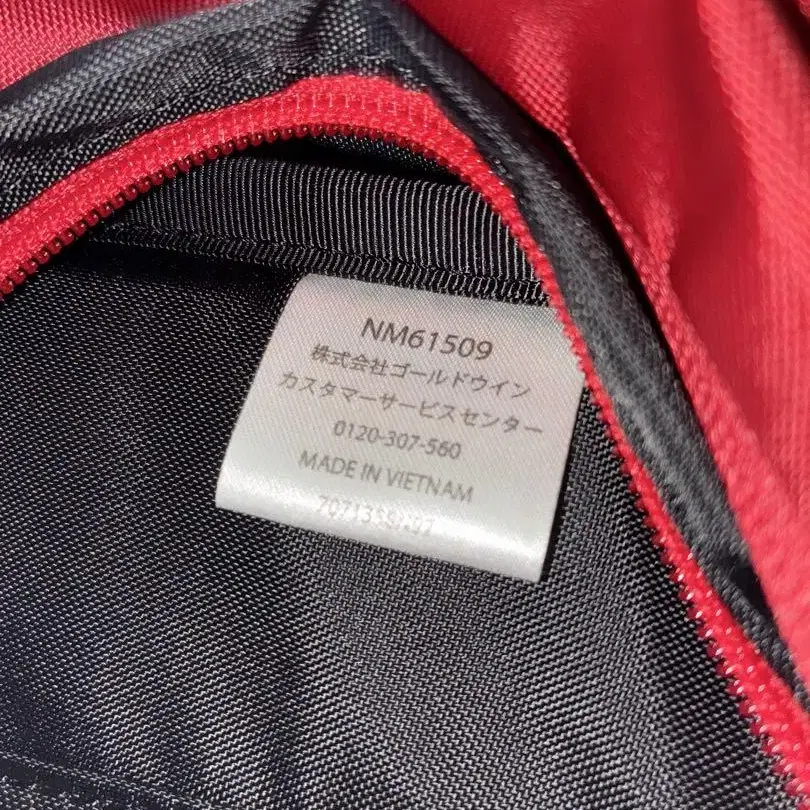 NM61509
株式会社ゴールドウイン
カスタマーサービスセンター
0120-307-560
MADE IN VIETNAM